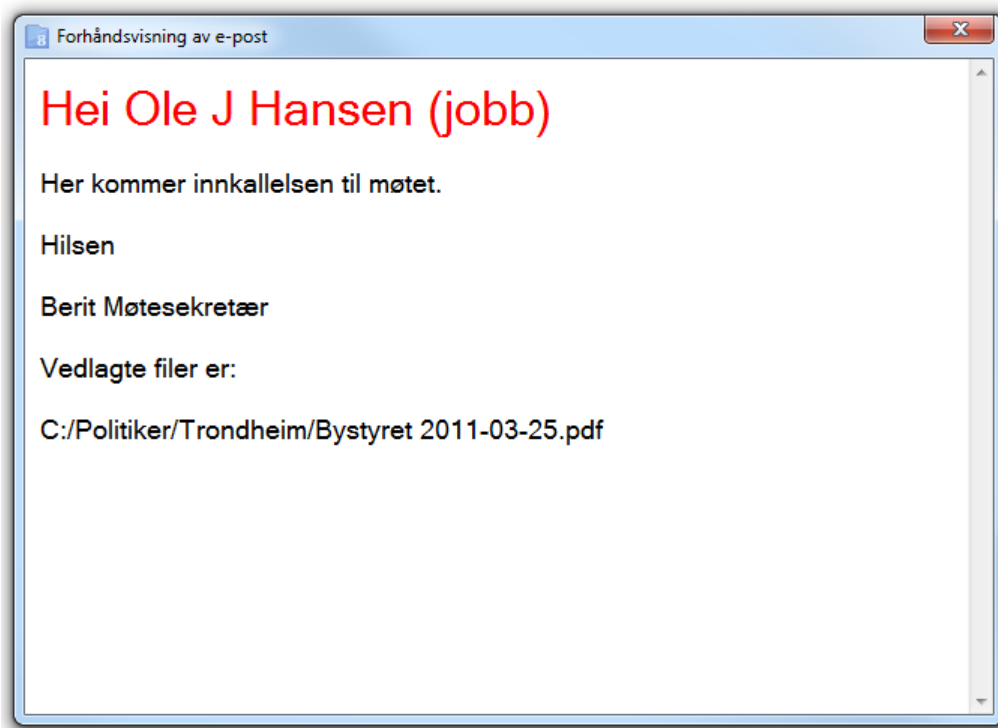 Forhåndsvisning av e-post
Hei Ole J Hansen (jobb)
Her kommer innkallelsen til møtet.
Hilsen
Berit Møtesekretær
Vedlagte filer er:
C:/Politiker/Trondheim/Bystyret 2011-03-25.pdf